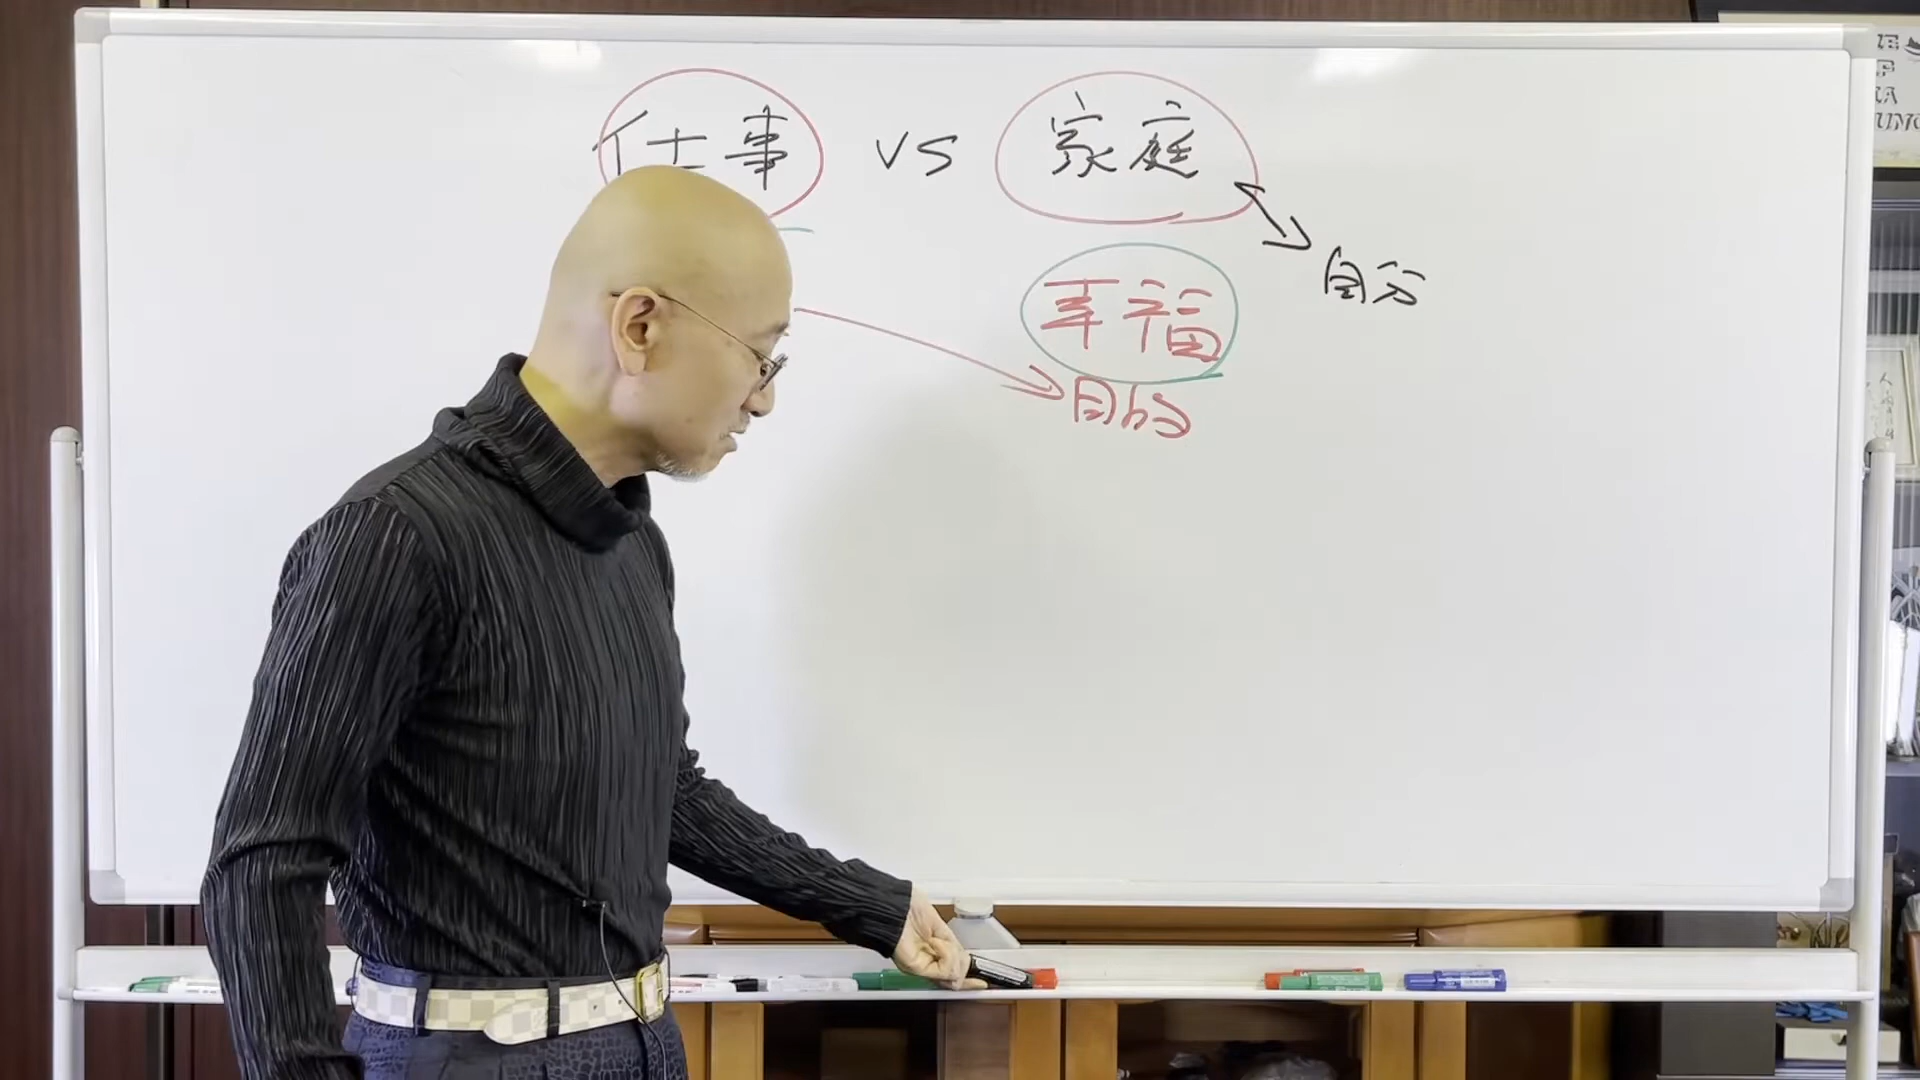 仕事 vs 家庭
自分
幸福
目的